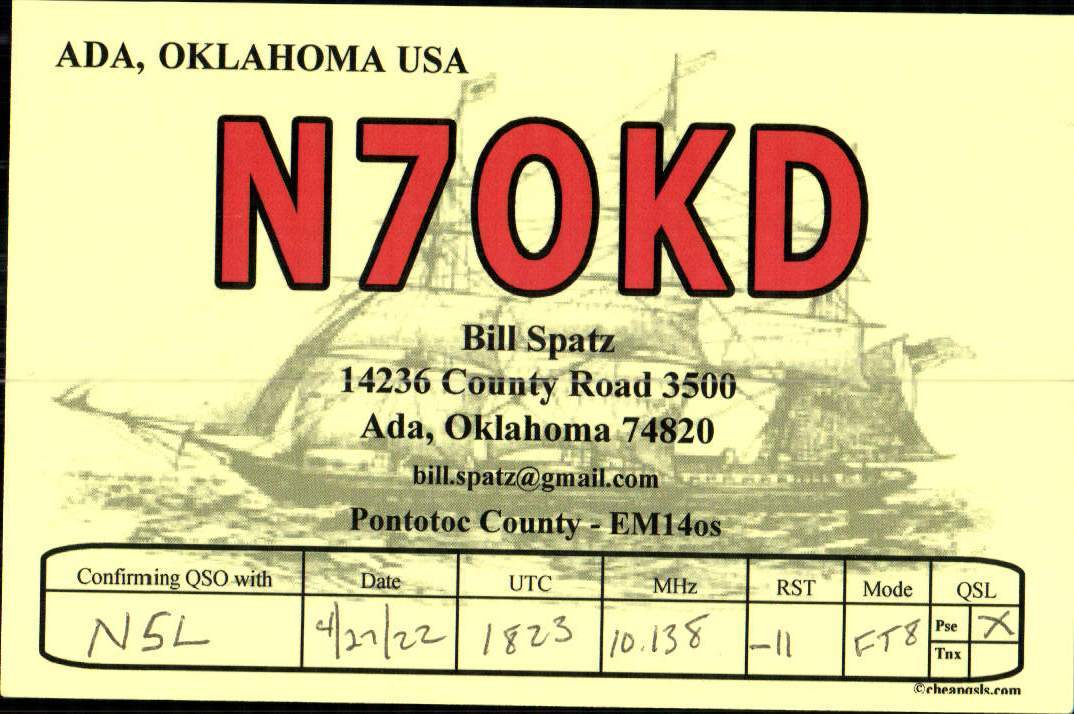 ADA, OKLAHOMA USA
N7OKD
Bill Spatz
14236 County Road 3500
Ada, Oklahoma 74820
bill.spatz@gmail.com
Pontotoc County - EM14os
Confirming QSO with Date UTC MHz RST Mode QSL
N5L 4/27/22 1823 10.138 -11 FT8 Pse X
Tnx
©cheapqsls.com